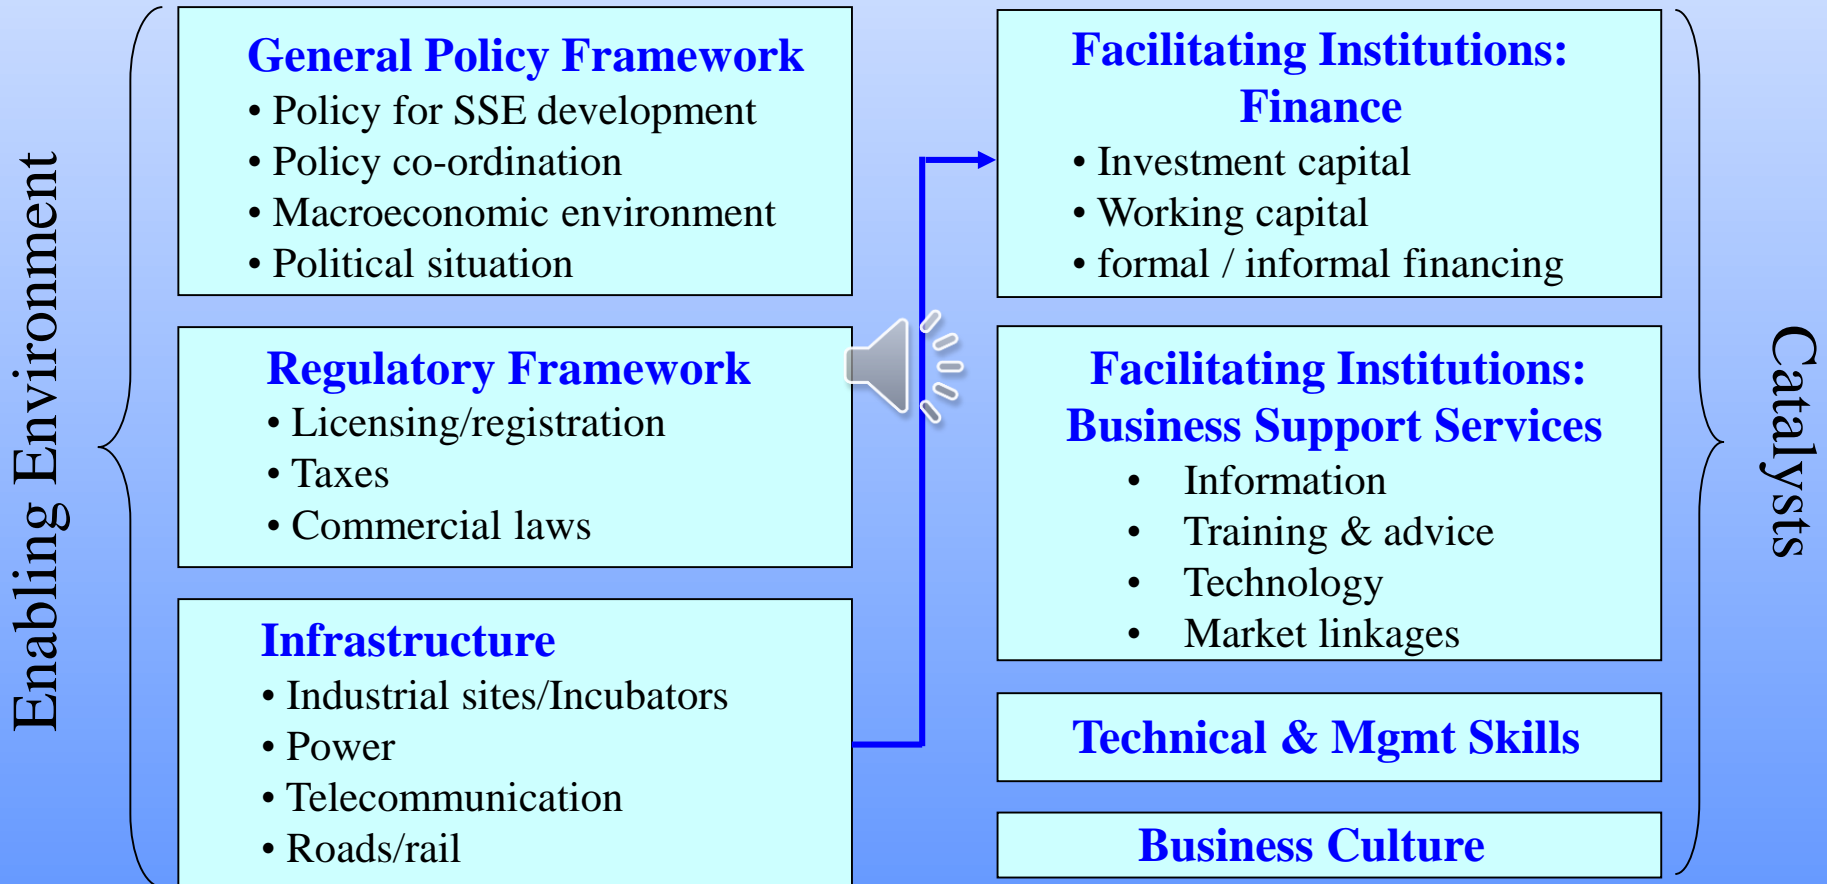 Enabling Environment
General Policy Framework
• Policy for SSE development
• Policy co-ordination
• Macroeconomic environment
• Political situation
Regulatory Framework
• Licensing/registration
• Taxes
• Commercial laws
Infrastructure
• Industrial sites/Incubators
• Power
• Telecommunication
• Roads/rail
Facilitating Institutions:
Finance
• Investment capital
• Working capital
• formal / informal financing
Facilitating Institutions:
Business Support Services
• Information
• Training & advice
• Technology
• Market linkages
Technical & Mgmt Skills
Business Culture
Catalysts